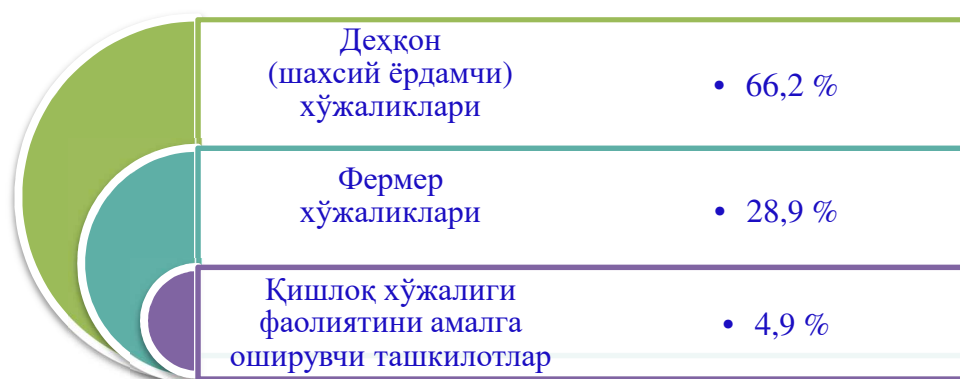 Деҳқон
(шахсий ёрдамчи)
хўжаликлари
• 66,2 %
Фермер
хўжаликлари
• 28,9 %
Қишлоқ хўжалиги
фаолиятини амалга
оширувчи ташкилотлар
• 4,9 %